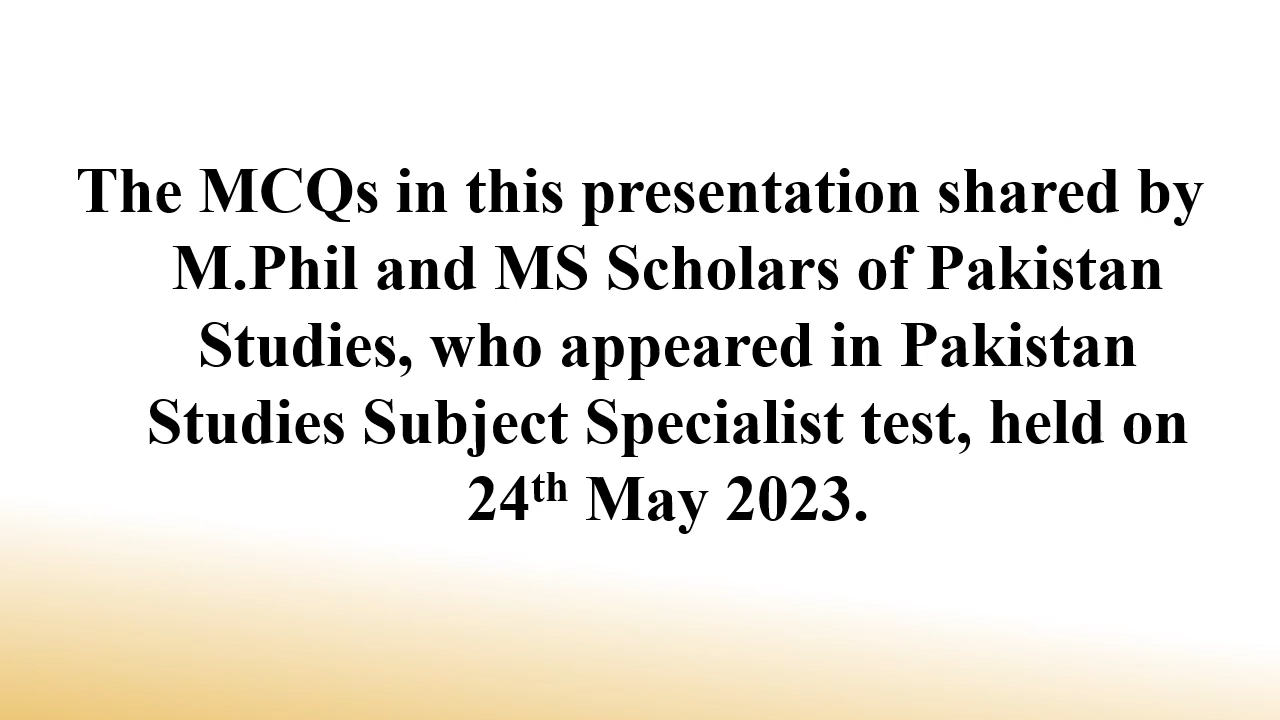 The MCQs in this presentation shared by
M.Phil and MS Scholars of Pakistan
Studies, who appeared in Pakistan
Studies Subject Specialist test, held on
24th May 2023.